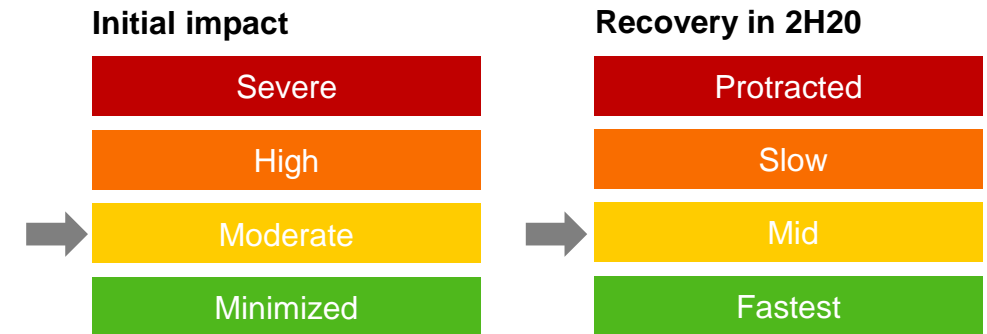 Initial impact
Severe
High
Moderate
Minimized
Recovery in 2H20
Protracted
Slow
Mid
Fastest